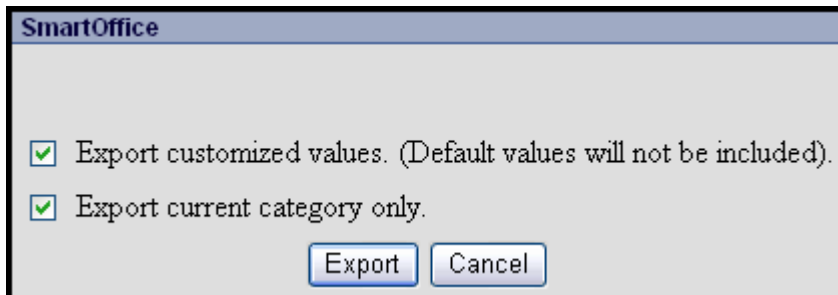 SmartOffice
Export customized values. (Default values will not be included).
Export current category only.
Export Cancel